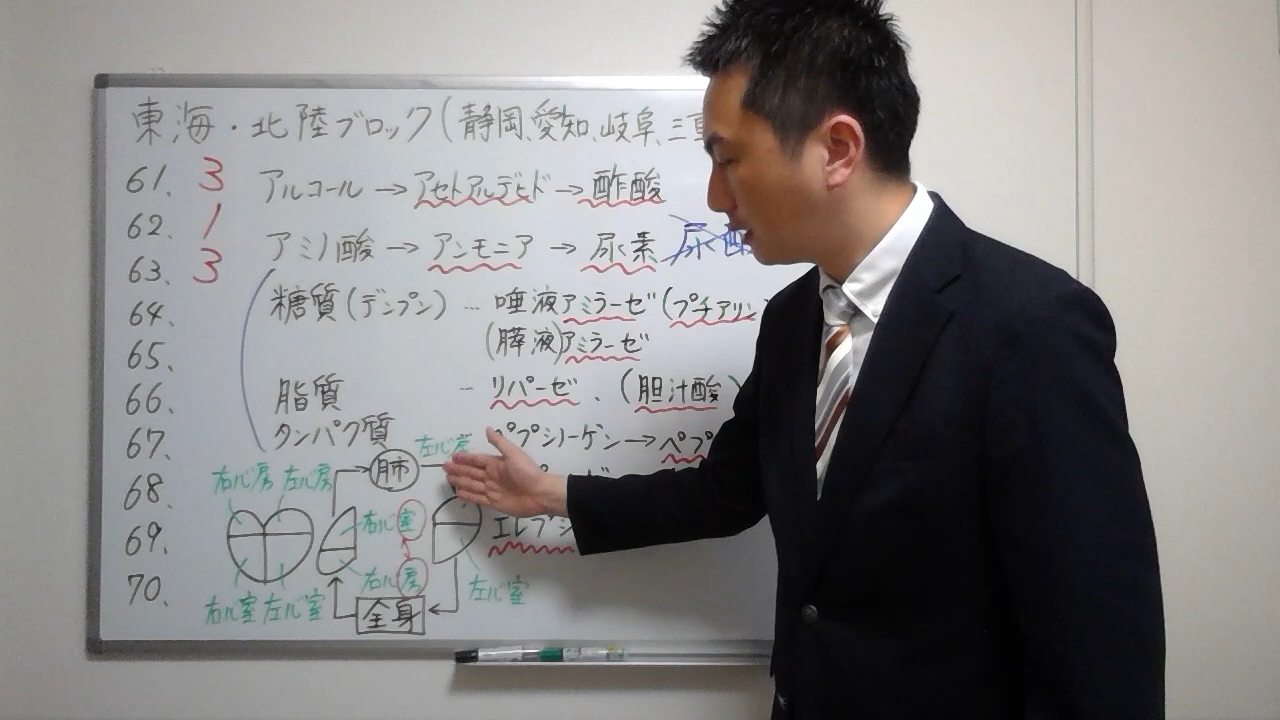 東海・北陸ブロック(静岡、愛知、岐阜、三重
61. 3 アルコール→アセトアルデヒド→酢酸
62. 1
アミノ酸→アンモニア→尿素 尿酸
63. 3
糖質(デンプン)…唾液アミラーゼ(プチアリン)
64.
(膵液)アミラーゼ
65.
脂質 … リパーゼ、(胆汁酸)
66.
タンパク質 ペプシノーゲン→ペプ
67.
肺 左心房
68. 右心房 左心房
右心室
エレプシ
69.
右心房 左心室
70.
右心室 左心室
全身